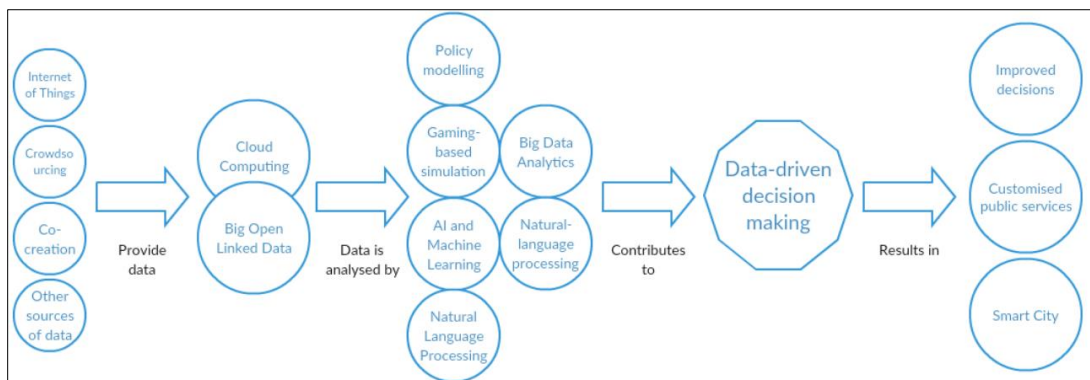 Internet
of Things
Crowdso
urcing
Co-
creation
Other
sources
of data
Provide
data
Cloud
Computing
Big Open
Linked Data
Data is
analysed by
Policy
modelling
Gaming-
based
simulation
Big Data
Analytics
AI and
Machine
Learning
Natural-
language
processing
Natural
Language
Processing
Contributes
to
Data-driven
decision
making
Results in
Improved
decisions
Customised
public services
Smart City